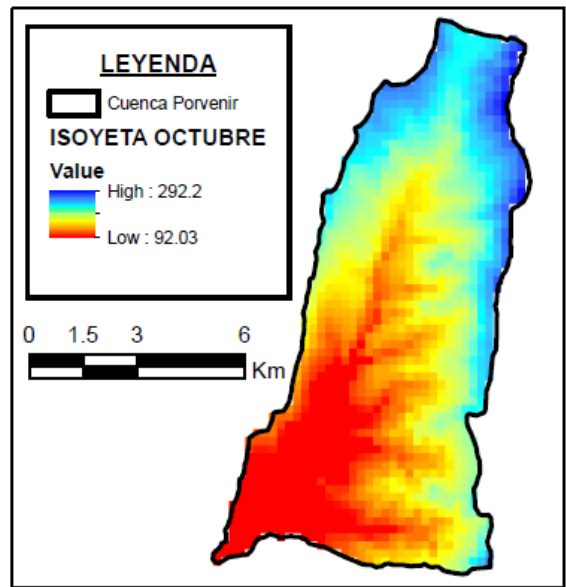 LEYENDA
Cuenca Porvenir
ISOYETA OCTUBRE
Value
High : 292.2
Low : 92.03
0 1.5 3 6
Km